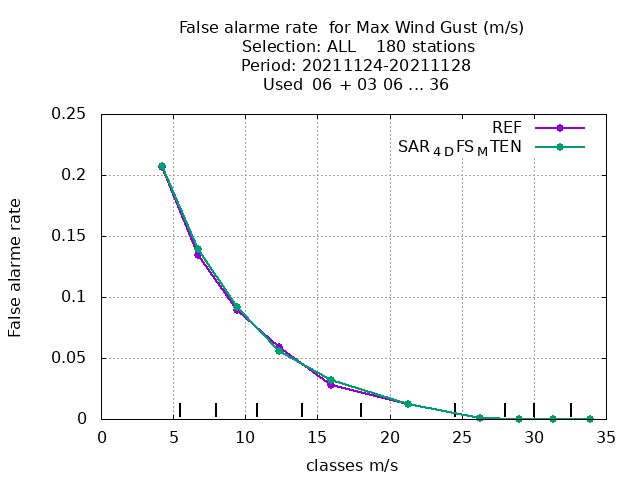 False alarme rate  for Max Wind Gust (m/s)
Selection: ALL    180 stations
Period: 20211124-20211128
Used  06 + 03 06 ... 36
REF
SAR4DFSMTEN
0.25
0.2
0.15
0.1
0.05
0
False alarme rate
0 5 10 15 20 25 30 35
classes m/s